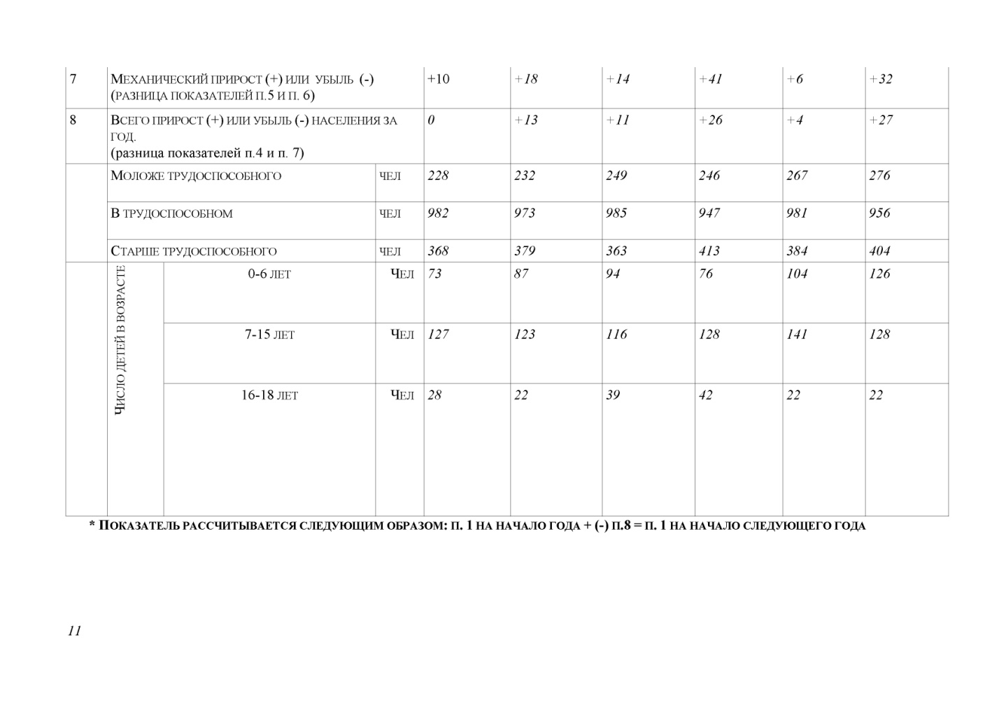 7 Механический прирост (+) или убыль (-) +10 +18 +14 +41 +6 +32
(разница показателей п.5 и п. 6)
8 Всего прирост (+) или убыль (-) населения за 0 +13 +11 +26 +4 +27
год.
(разница показателей п.4 и п. 7)
Моложе трудоспособного чел 228 232 249 246 267 276
В трудоспособном чел 982 973 985 947 981 956
Старше трудоспособного чел 368 379 363 413 384 404
Число детей в возрасте
0-6 лет Чел 73 87 94 76 104 126
7-15 лет Чел 127 123 116 128 141 128
16-18 лет Чел 28 22 39 42 22 22
* Показатель рассчитывается следующим образом: п. 1 на начало года + (-) п.8 = п. 1 на начало следующего года
11